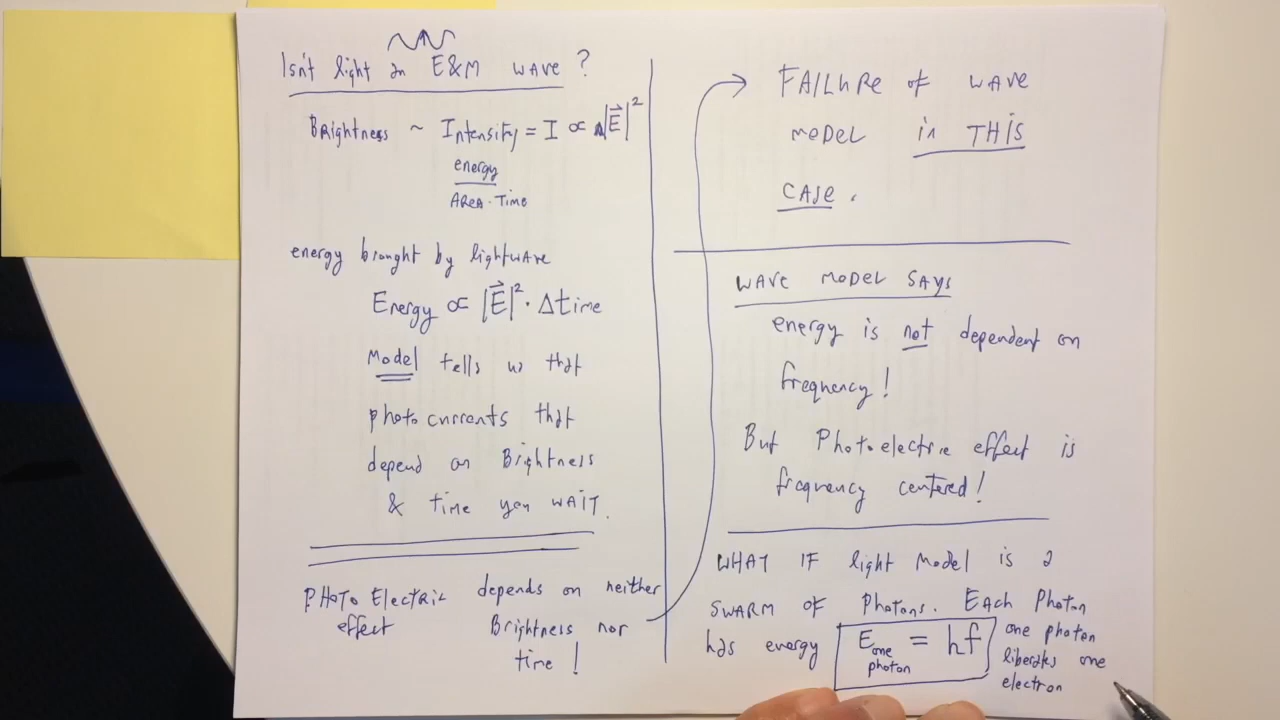 Isn't light an E&M wave?
Brightness ~ Intensity = I ∝ |E⃗|²
energy
Area · Time
energy brought by lightwave
Energy ∝ |E⃗|² · Δtime
Model tells us that
photocurrents that
depend on Brightness
& time you WAIT.
PHOTO ELECTRIC depends on neither
effect Brightness nor
time!
FAILURE of wave
MODEL in THIS
CASE.
WAVE MODEL SAYS
energy is not dependent on
frequency!
But Photoelectric effect is
frequency centered!
WHAT IF light Model is a
SWARM OF Photons. EACH Photon
has energy E one photon = hf
one photon
liberates one
electron